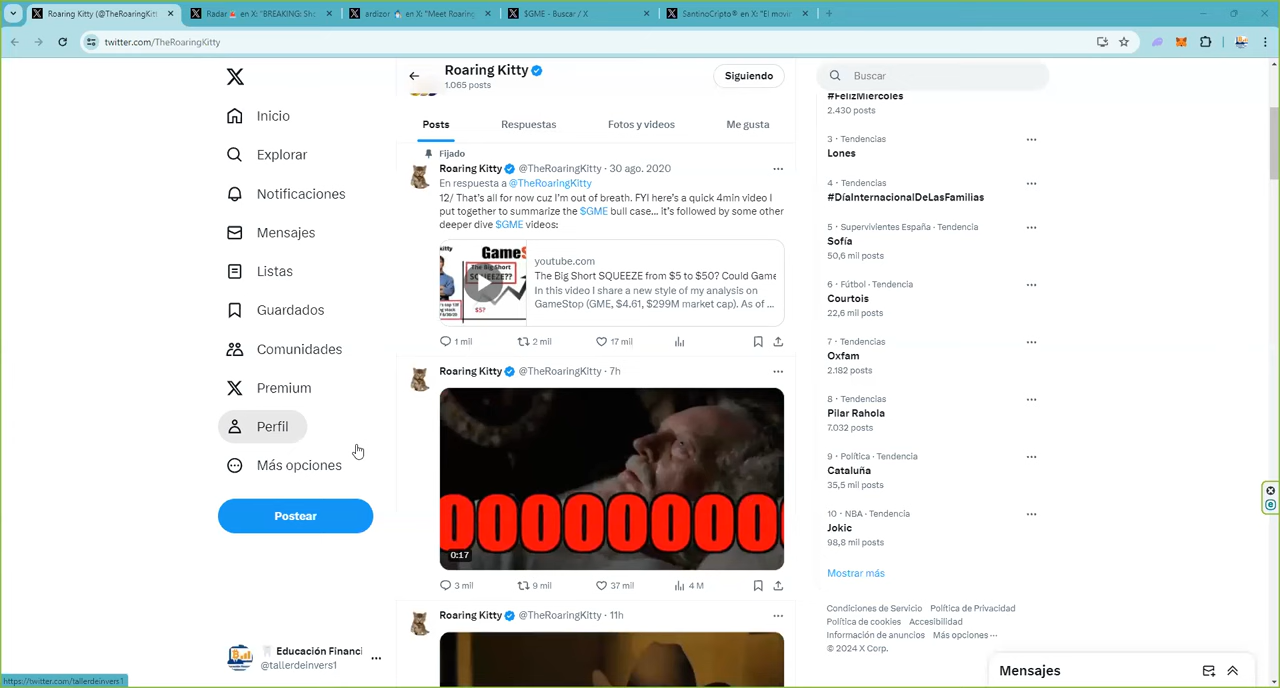 Roaring Kitty (@TheRoaringKitt
Radar🚨 en X: "BREAKING: Sho
ardizor 🧙‍♂️ en X: "Meet Roaring
$GME - Buscar / X
SantinoCripto® en X: "El movir
twitter.com/TheRoaringKitty
Inicio
Explorar
Notificaciones
Mensajes
Listas
Guardados
Comunidades
Premium
Perfil
Más opciones
Postear
Educación Financi
@tallerdeinvers1
https://twitter.com/tallerdeinvers1
Roaring Kitty
1.065 posts
Siguiendo
Posts
Respuestas
Fotos y videos
Me gusta
Fijado
Roaring Kitty @TheRoaringKitty · 30 ago. 2020
En respuesta a @TheRoaringKitty
12/ That's all for now cuz I'm out of breath. FYI here's a quick 4min video I
put together to summarize the $GME bull case... it's followed by some other
deeper dive $GME videos:
Kitty
GameS
The Big Short
SQUEEZE??
$5?
youtube.com
The Big Short SQUEEZE from $5 to $50? Could Game
In this video I share a new style of my analysis on
GameStop (GME, $4.61, $299M market cap). As of ...
1 mil
2 mil
17 mil
Roaring Kitty @TheRoaringKitty · 7h
OOOOOOOOO
0:17
3 mil
9 mil
37 mil
4 M
Roaring Kitty @TheRoaringKitty · 11h
Buscar
#FelizMiercoles
2.430 posts
3 · Tendencias
Lones
4 · Tendencias
#DíaInternacionalDeLasFamilias
5 · Supervivientes España · Tendencia
Sofía
50,6 mil posts
6 · Fútbol · Tendencia
Courtois
22,6 mil posts
7 · Tendencias
Oxfam
2.182 posts
8 · Tendencias
Pilar Rahola
7.032 posts
9 · Política · Tendencia
Cataluña
35,5 mil posts
10 · NBA · Tendencia
Jokic
98,8 mil posts
Mostrar más
Condiciones de Servicio Política de Privacidad
Política de cookies Accesibilidad
Información de anuncios Más opciones ···
© 2024 X Corp.
Mensajes